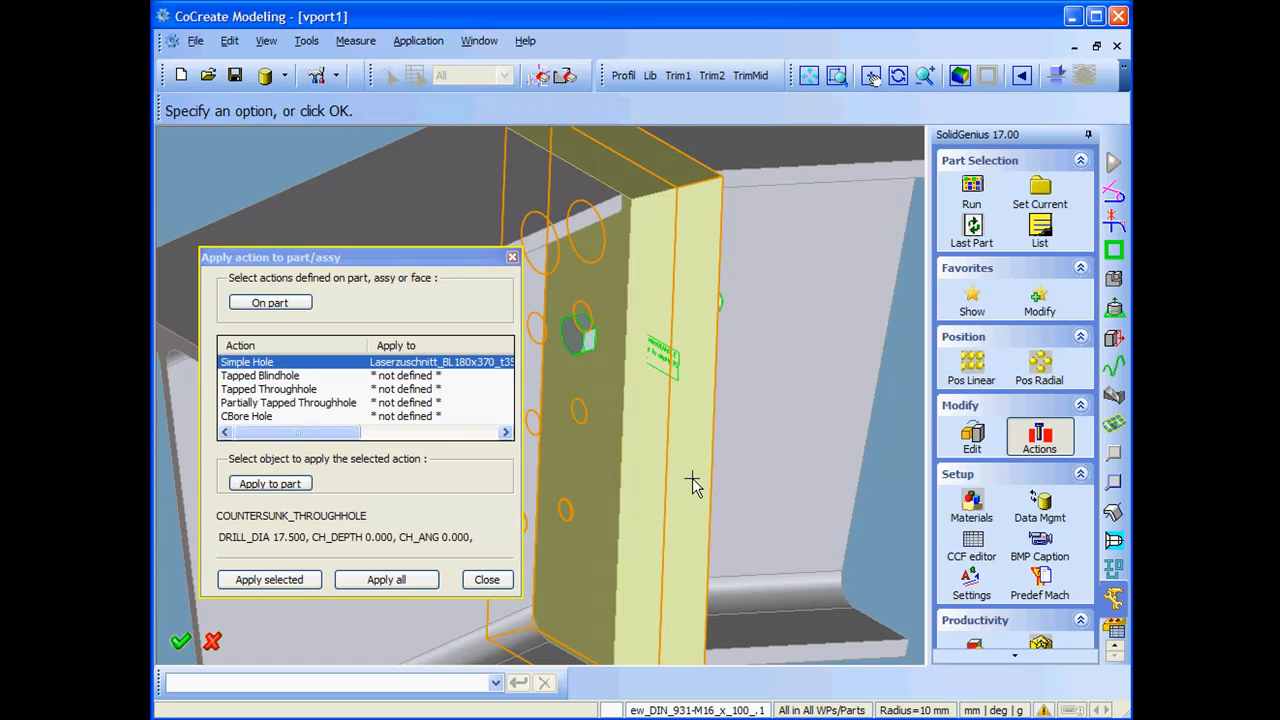 CoCreate Modeling - [vport1]
File Edit View Tools Measure Application Window Help
All Profil Lib Trim1 Trim2 TrimMid
Specify an option, or click OK.
SolidGenius 17.00
Part Selection
Run Set Current
Last Part List
Favorites
Show Modify
Position
Pos Linear Pos Radial
Modify
Edit Actions
Setup
Materials Data Mgmt
CCF editor BMP Caption
Settings Predef Mach
Productivity
Apply action to part/assy
Select actions defined on part, assy or face :
On part
Action Apply to
Simple Hole Laserzuschnitt_BL180x370_t35
Tapped Blindhole * not defined *
Tapped Throughhole * not defined *
Partially Tapped Throughhole * not defined *
CBore Hole * not defined *
Select object to apply the selected action :
Apply to part
COUNTERSUNK_THROUGHHOLE
DRILL_DIA 17.500, CH_DEPTH 0.000, CH_ANG 0.000,
Apply selected Apply all Close
ew_DIN_931-M16_x_100_.1 All in All WPs/Parts Radius=10 mm mm | deg | g